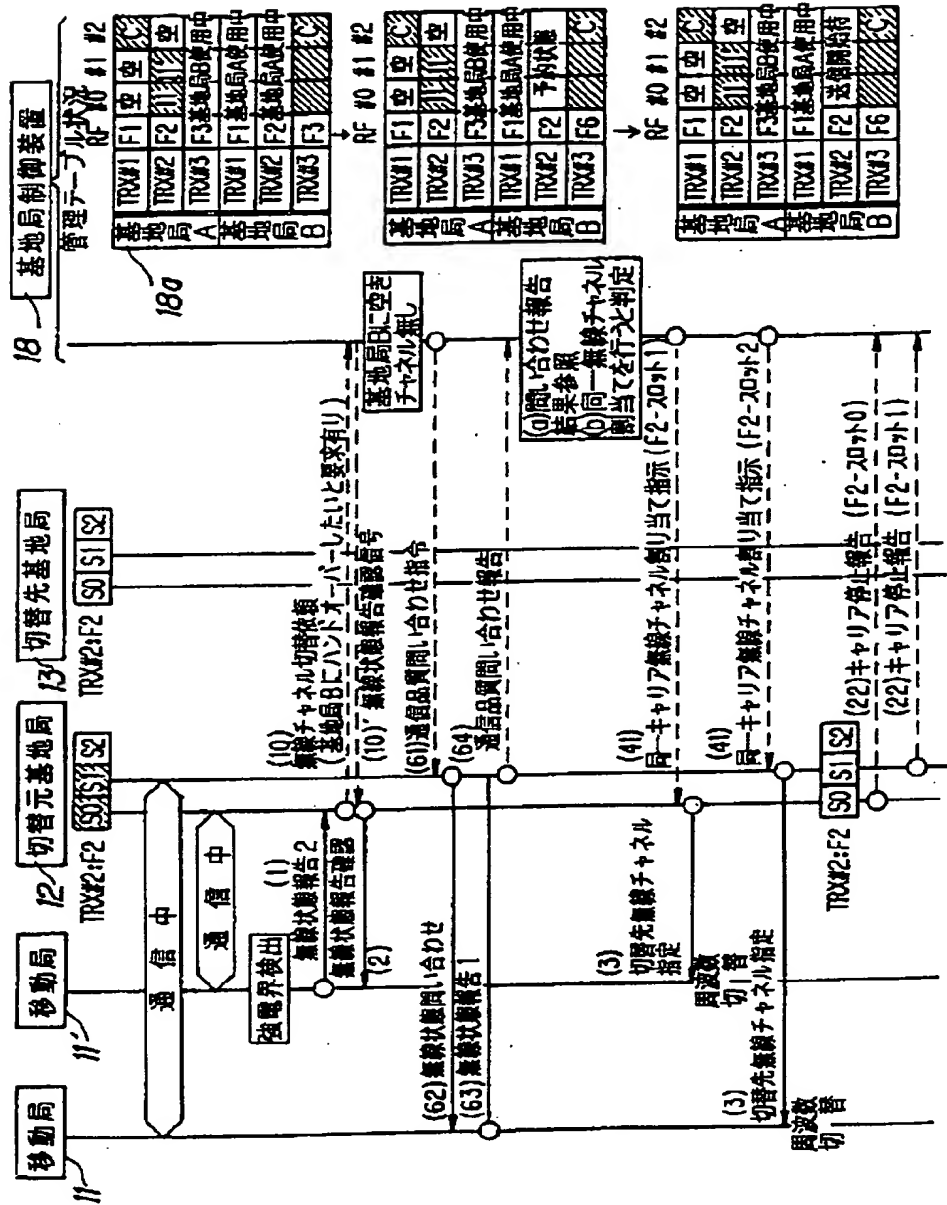 11 移動局
11' 移動局
12 切替元基地局
13 切替先基地局
18 基地局制御装置
TRX#2:F2
S0 S1 S2
TRX#2:F2
S0 S1 S2
通信中
通信中
強電界検出
(1)
無線状態報告2
無線状態報告確認
(2)
(10)
無線チャネル切替依頼
(基地局Bにハンドオーバーしたいと要求有り)
(10)' 無線状態報告確認信号
基地局Bに空き
チャネル無し
(61)通信品質問い合わせ指令
(62)無線状態問い合わせ
(63)無線状態報告1
(64)
通信品質問い合わせ報告
(a)問い合わせ報告
結果参照
(b)同一無線チャネル
割当てを行うと判定
(41)
同一キャリア無線チャネル割り当て指示(F2-スロット1)
(3)
切替先無線チャネル
指定
周波数
切替
(41)
同一キャリア無線チャネル割り当て指示(F2-スロット2)
(3)
切替先無線チャネル指定
周波数
切替
TRX#2:F2
S0 S1 S2
(22)キャリア停止報告(F2-スロット0)
(22)キャリア停止報告(F2-スロット1)
管理テーブル状況
18a
RF #0 #1 #2
基地局A TRX#1 F1 空 空 C
TRX#2 F2 空
TRX#3 F3 基地局B使用中
基地局B TRX#1 F1 基地局A使用中
TRX#2 F2 基地局A使用中
TRX#3 F3 C
RF #0 #1 #2
基地局A TRX#1 F1 空 空 C
TRX#2 F2 空
TRX#3 F3 基地局B使用中
基地局B TRX#1 F1 基地局A使用中
TRX#2 F2 予約状態
TRX#3 F6 C
RF #0 #1 #2
基地局A TRX#1 F1 空 空 C
TRX#2 F2 空
TRX#3 F3 基地局B使用中
基地局B TRX#1 F1 基地局A使用中
TRX#2 F2 送信開始待
TRX#3 F6 C